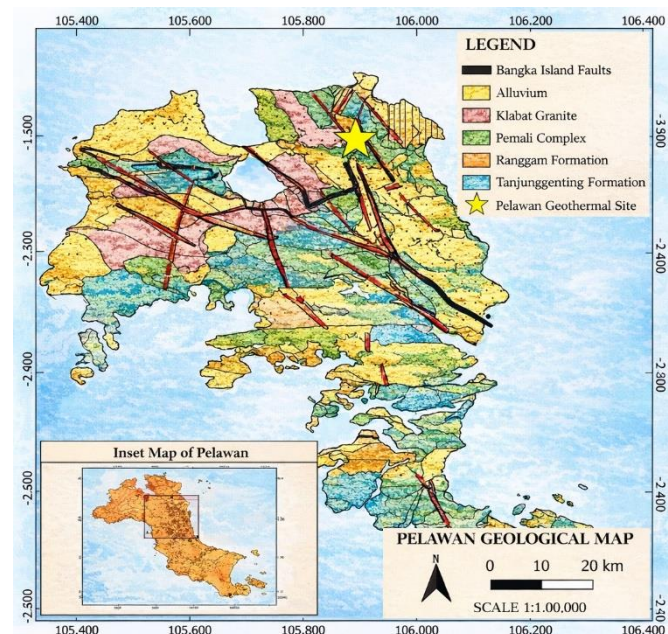 105.400 105.600 105.800 106.000 106.200 106.400
LEGEND
Bangka Island Faults
Alluvium
Klabat Granite
Pemali Complex
Ranggam Formation
Tanjunggenting Formation
Pelawan Geothermal Site
-1.500
-2.300
-2.400
-2.500
-2.300
-3.900
-2 400
-2.800
-2.400
-2.40
Inset Map of Pelawan
PELAWAN GEOLOGICAL MAP
N
0 10 20 km
SCALE 1:1.00,000
105.400 105.600 105.800 106.000 106.200 106.400